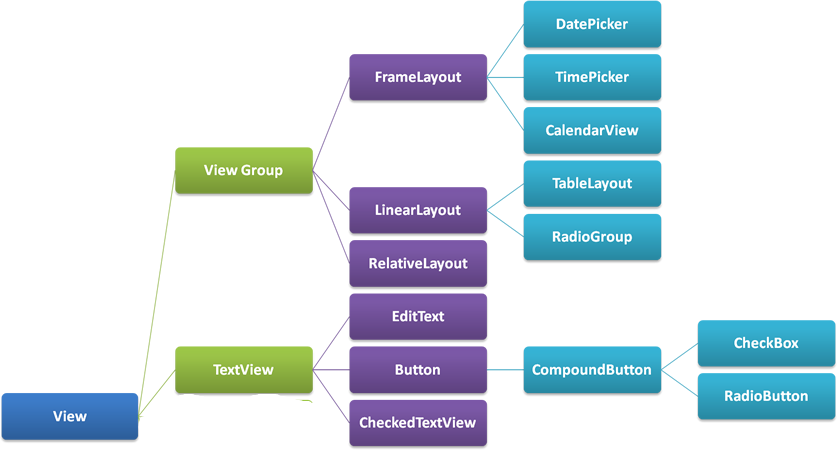 DatePicker
FrameLayout
TimePicker
CalendarView
View Group
TableLayout
LinearLayout
RadioGroup
RelativeLayout
EditText
CheckBox
TextView
Button
CompoundButton
RadioButton
View
CheckedTextView